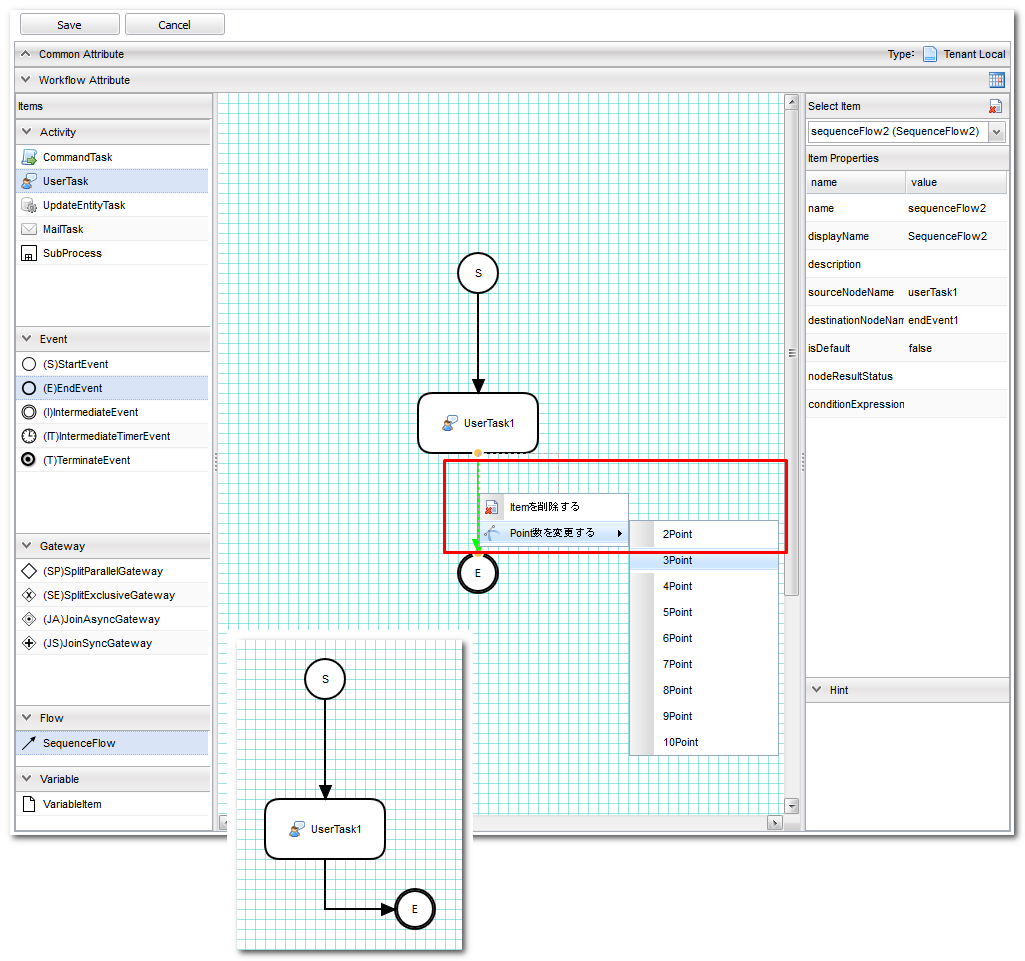 Save Cancel
Common Attribute Type: Tenant Local
Workflow Attribute
Items
Activity
CommandTask
UserTask
UpdateEntityTask
MailTask
SubProcess
Event
(S)StartEvent
(E)EndEvent
(I)IntermediateEvent
(IT)IntermediateTimerEvent
(T)TerminateEvent
Gateway
(SP)SplitParallelGateway
(SE)SplitExclusiveGateway
(JA)JoinAsyncGateway
(JS)JoinSyncGateway
Flow
SequenceFlow
Variable
VariableItem
S
UserTask1
Itemを削除する
Point数を変更する
E
2Point
3Point
4Point
5Point
6Point
7Point
8Point
9Point
10Point
S
UserTask1
E
Select Item
sequenceFlow2 (SequenceFlow2)
Item Properties
name value
name sequenceFlow2
displayName SequenceFlow2
description
sourceNodeName userTask1
destinationNodeNam endEvent1
isDefault false
nodeResultStatus
conditionExpression
Hint